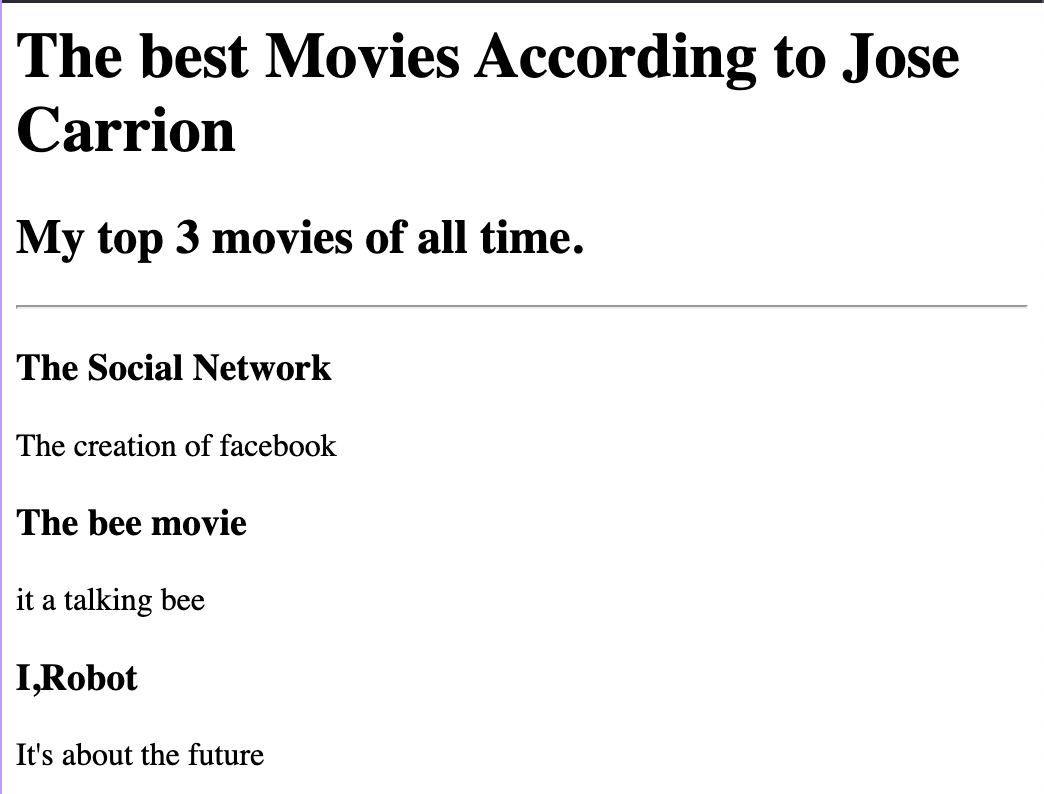 The best Movies According to Jose
Carrion
My top 3 movies of all time.
The Social Network
The creation of facebook
The bee movie
it a talking bee
I,Robot
It's about the future